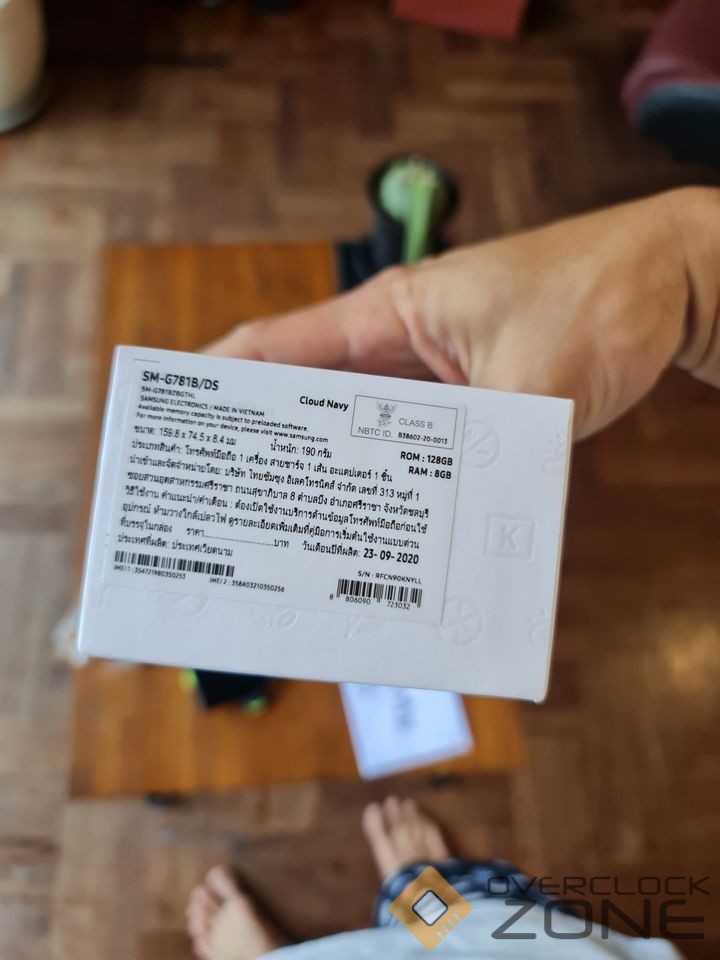 SM-G781B/DS
SM-G781BZBGTHL
SAMSUNG ELECTRONICS / MADE IN VIETNAM
Available memory capacity is subject to preloaded software.
For more information on your device, please visit www.samsung.com
Cloud Navy
CLASS B
NBTC ID. B38602-20-0013
ขนาด: 159.8 x 74.5 x 8.4 มม น้ำหนัก: 190 กรัม
ROM : 128GB
RAM : 8GB
ประเภทสินค้า: โทรศัพท์มือถือ 1 เครื่อง สายชาร์จ 1 เส้น อะแดปเตอร์ 1 ชิ้น
นำเข้าและจัดจำหน่ายโดย: บริษัท ไทยซัมซุง อิเลคโทรนิคส์ จำกัด เลขที่ 313 หมู่ที่ 1
ซอยสวนอุตสาหกรรมศรีราชา ถนนสุขาภิบาล 8 ตำบลบึง อำเภอศรีราชา จังหวัดชลบุรี
วิธีใช้งาน คำแนะนำ/คำเตือน : ต้องเปิดใช้งานบริการด้านข้อมูลโทรศัพท์มือถือก่อนใช้
อุปกรณ์ ห้ามวางใกล้เปลวไฟ ดูรายละเอียดเพิ่มเติมที่คู่มือการเริ่มต้นใช้งานแบบด่วน
ที่บรรจุในกล่อง ราคา..............................บาท วันเดือนปีที่ผลิต: 23-09-2020
ประเทศที่ผลิต: ประเทศเวียดนาม
IMEI 1 : 354721980350253
IMEI 2 : 358403210350256
S/N : RFCN90KNYLL
8 806090 723032
K
OVERCLOCK
ZONE